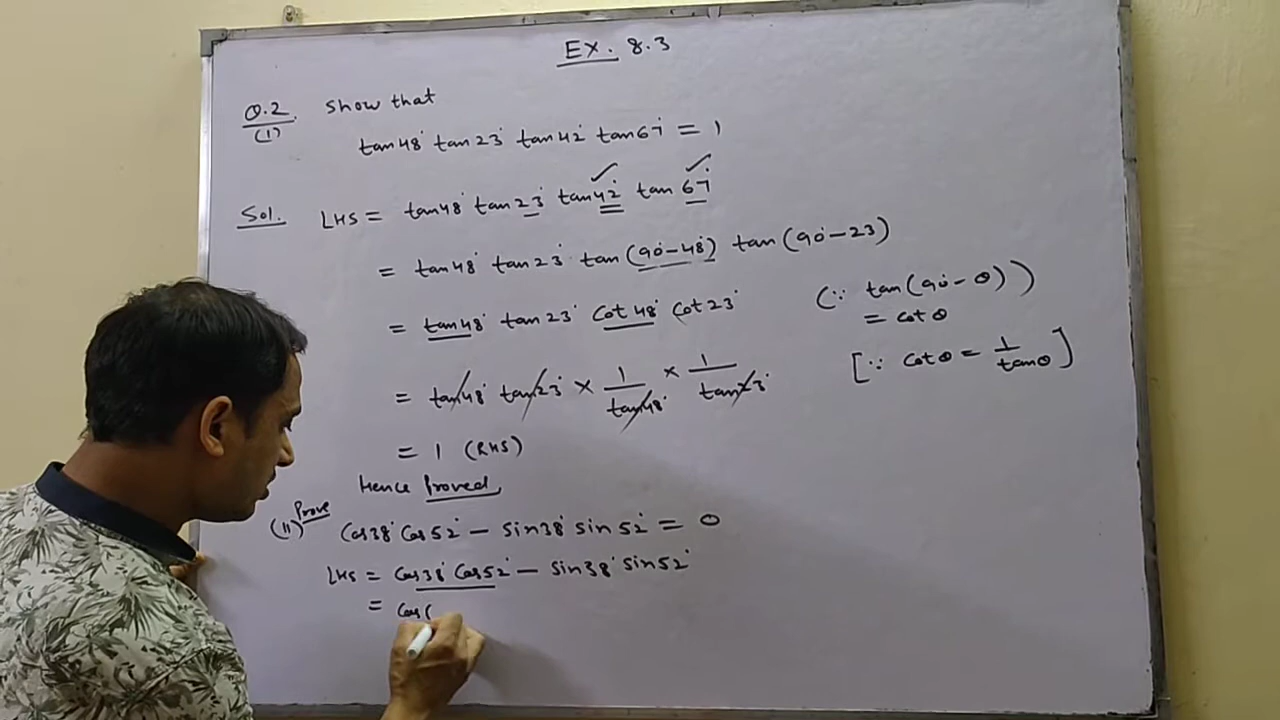 Ex. 8.3
Q.2 Show that
(i)
tan48° tan23° tan42° tan67° = 1
Sol. LHS = tan48° tan23° tan42° tan 67°
= tan48° tan23° tan(90°-48°) tan(90°-23)
= tan48° tan23° cot48° cot23° (∵ tan(90°-θ))
= cotθ
= tan48° tan23° × 1/tan48° × 1/tan23° [∵ cotθ = 1/tanθ]
= 1 (RHS)
Hence Proved
(ii) Prove
Cos38° Cos52° - Sin38° Sin52° = 0
LHS = Cos38° Cos52° - Sin38° Sin52°
= Cos(